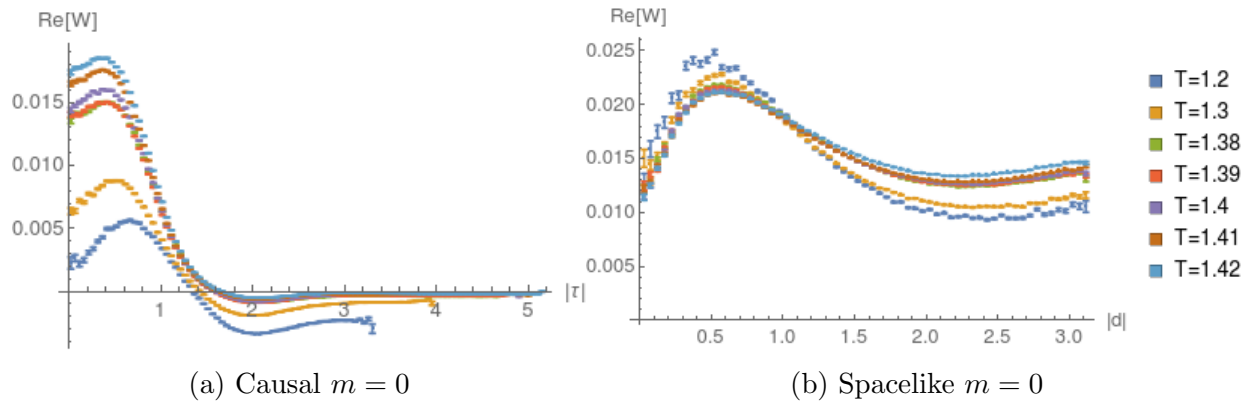 Re[W]
0.015
0.010
0.005
1
2
3
4
5
|τ|
(a) Causal m = 0
Re[W]
0.025
0.020
0.015
0.010
0.005
0.5
1.0
1.5
2.0
2.5
3.0
|d|
(b) Spacelike m = 0
T=1.2
T=1.3
T=1.38
T=1.39
T=1.4
T=1.41
T=1.42